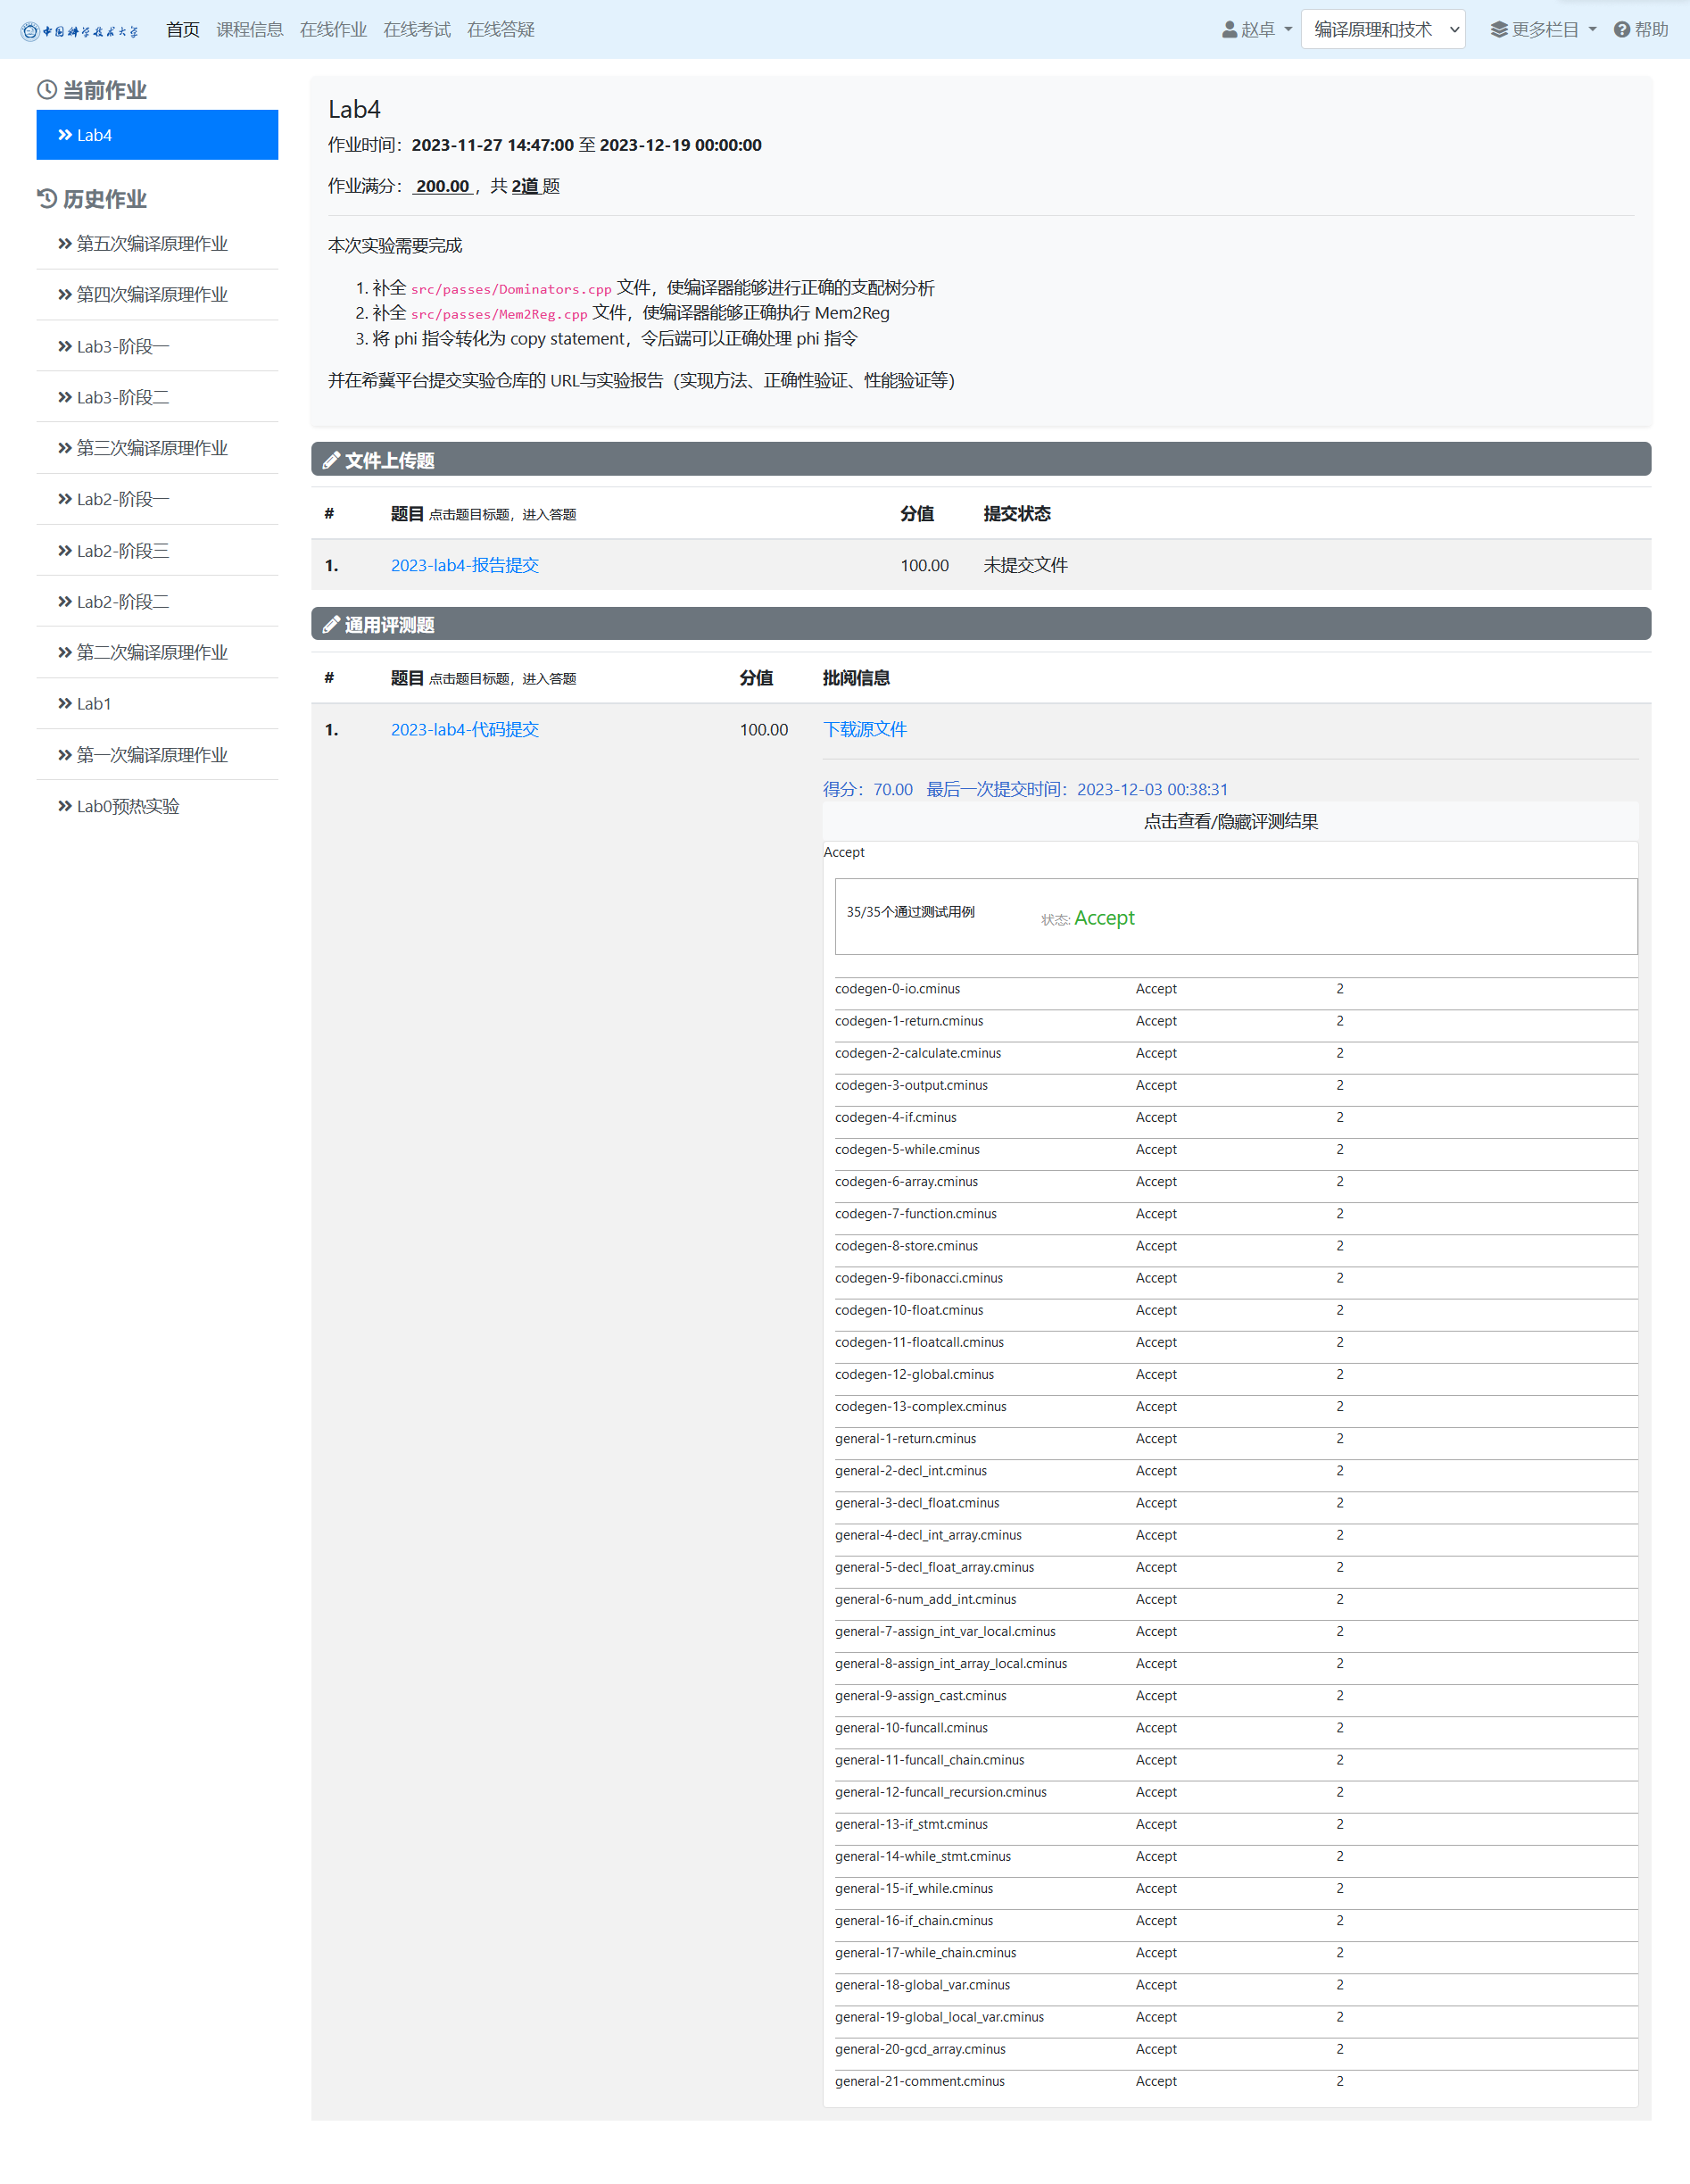 中国科学技术大学 首页 课程信息 在线作业 在线考试 在线答疑 赵卓 编译原理和技术 更多栏目 帮助
当前作业
Lab4
历史作业
第五次编译原理作业
第四次编译原理作业
Lab3-阶段一
Lab3-阶段二
第三次编译原理作业
Lab2-阶段一
Lab2-阶段三
Lab2-阶段二
第二次编译原理作业
Lab1
第一次编译原理作业
Lab0预热实验
Lab4
作业时间：2023-11-27 14:47:00 至 2023-12-19 00:00:00
作业满分： 200.00 ，共 2道 题
本次实验需要完成
1. 补全 src/passes/Dominators.cpp 文件，使编译器能够进行正确的支配树分析
2. 补全 src/passes/Mem2Reg.cpp 文件，使编译器能够正确执行 Mem2Reg
3. 将 phi 指令转化为 copy statement，令后端可以正确处理 phi 指令
并在希冀平台提交实验仓库的 URL与实验报告（实现方法、正确性验证、性能验证等）
文件上传题
# 题目 点击题目标题，进入答题 分值 提交状态
1. 2023-lab4-报告提交 100.00 未提交文件
通用评测题
# 题目 点击题目标题，进入答题 分值 批阅信息
1. 2023-lab4-代码提交 100.00 下载源文件
得分：70.00 最后一次提交时间：2023-12-03 00:38:31
点击查看/隐藏评测结果
Accept
35/35个通过测试用例 状态: Accept
codegen-0-io.cminus Accept 2
codegen-1-return.cminus Accept 2
codegen-2-calculate.cminus Accept 2
codegen-3-output.cminus Accept 2
codegen-4-if.cminus Accept 2
codegen-5-while.cminus Accept 2
codegen-6-array.cminus Accept 2
codegen-7-function.cminus Accept 2
codegen-8-store.cminus Accept 2
codegen-9-fibonacci.cminus Accept 2
codegen-10-float.cminus Accept 2
codegen-11-floatcall.cminus Accept 2
codegen-12-global.cminus Accept 2
codegen-13-complex.cminus Accept 2
general-1-return.cminus Accept 2
general-2-decl_int.cminus Accept 2
general-3-decl_float.cminus Accept 2
general-4-decl_int_array.cminus Accept 2
general-5-decl_float_array.cminus Accept 2
general-6-num_add_int.cminus Accept 2
general-7-assign_int_var_local.cminus Accept 2
general-8-assign_int_array_local.cminus Accept 2
general-9-assign_cast.cminus Accept 2
general-10-funcall.cminus Accept 2
general-11-funcall_chain.cminus Accept 2
general-12-funcall_recursion.cminus Accept 2
general-13-if_stmt.cminus Accept 2
general-14-while_stmt.cminus Accept 2
general-15-if_while.cminus Accept 2
general-16-if_chain.cminus Accept 2
general-17-while_chain.cminus Accept 2
general-18-global_var.cminus Accept 2
general-19-global_local_var.cminus Accept 2
general-20-gcd_array.cminus Accept 2
general-21-comment.cminus Accept 2